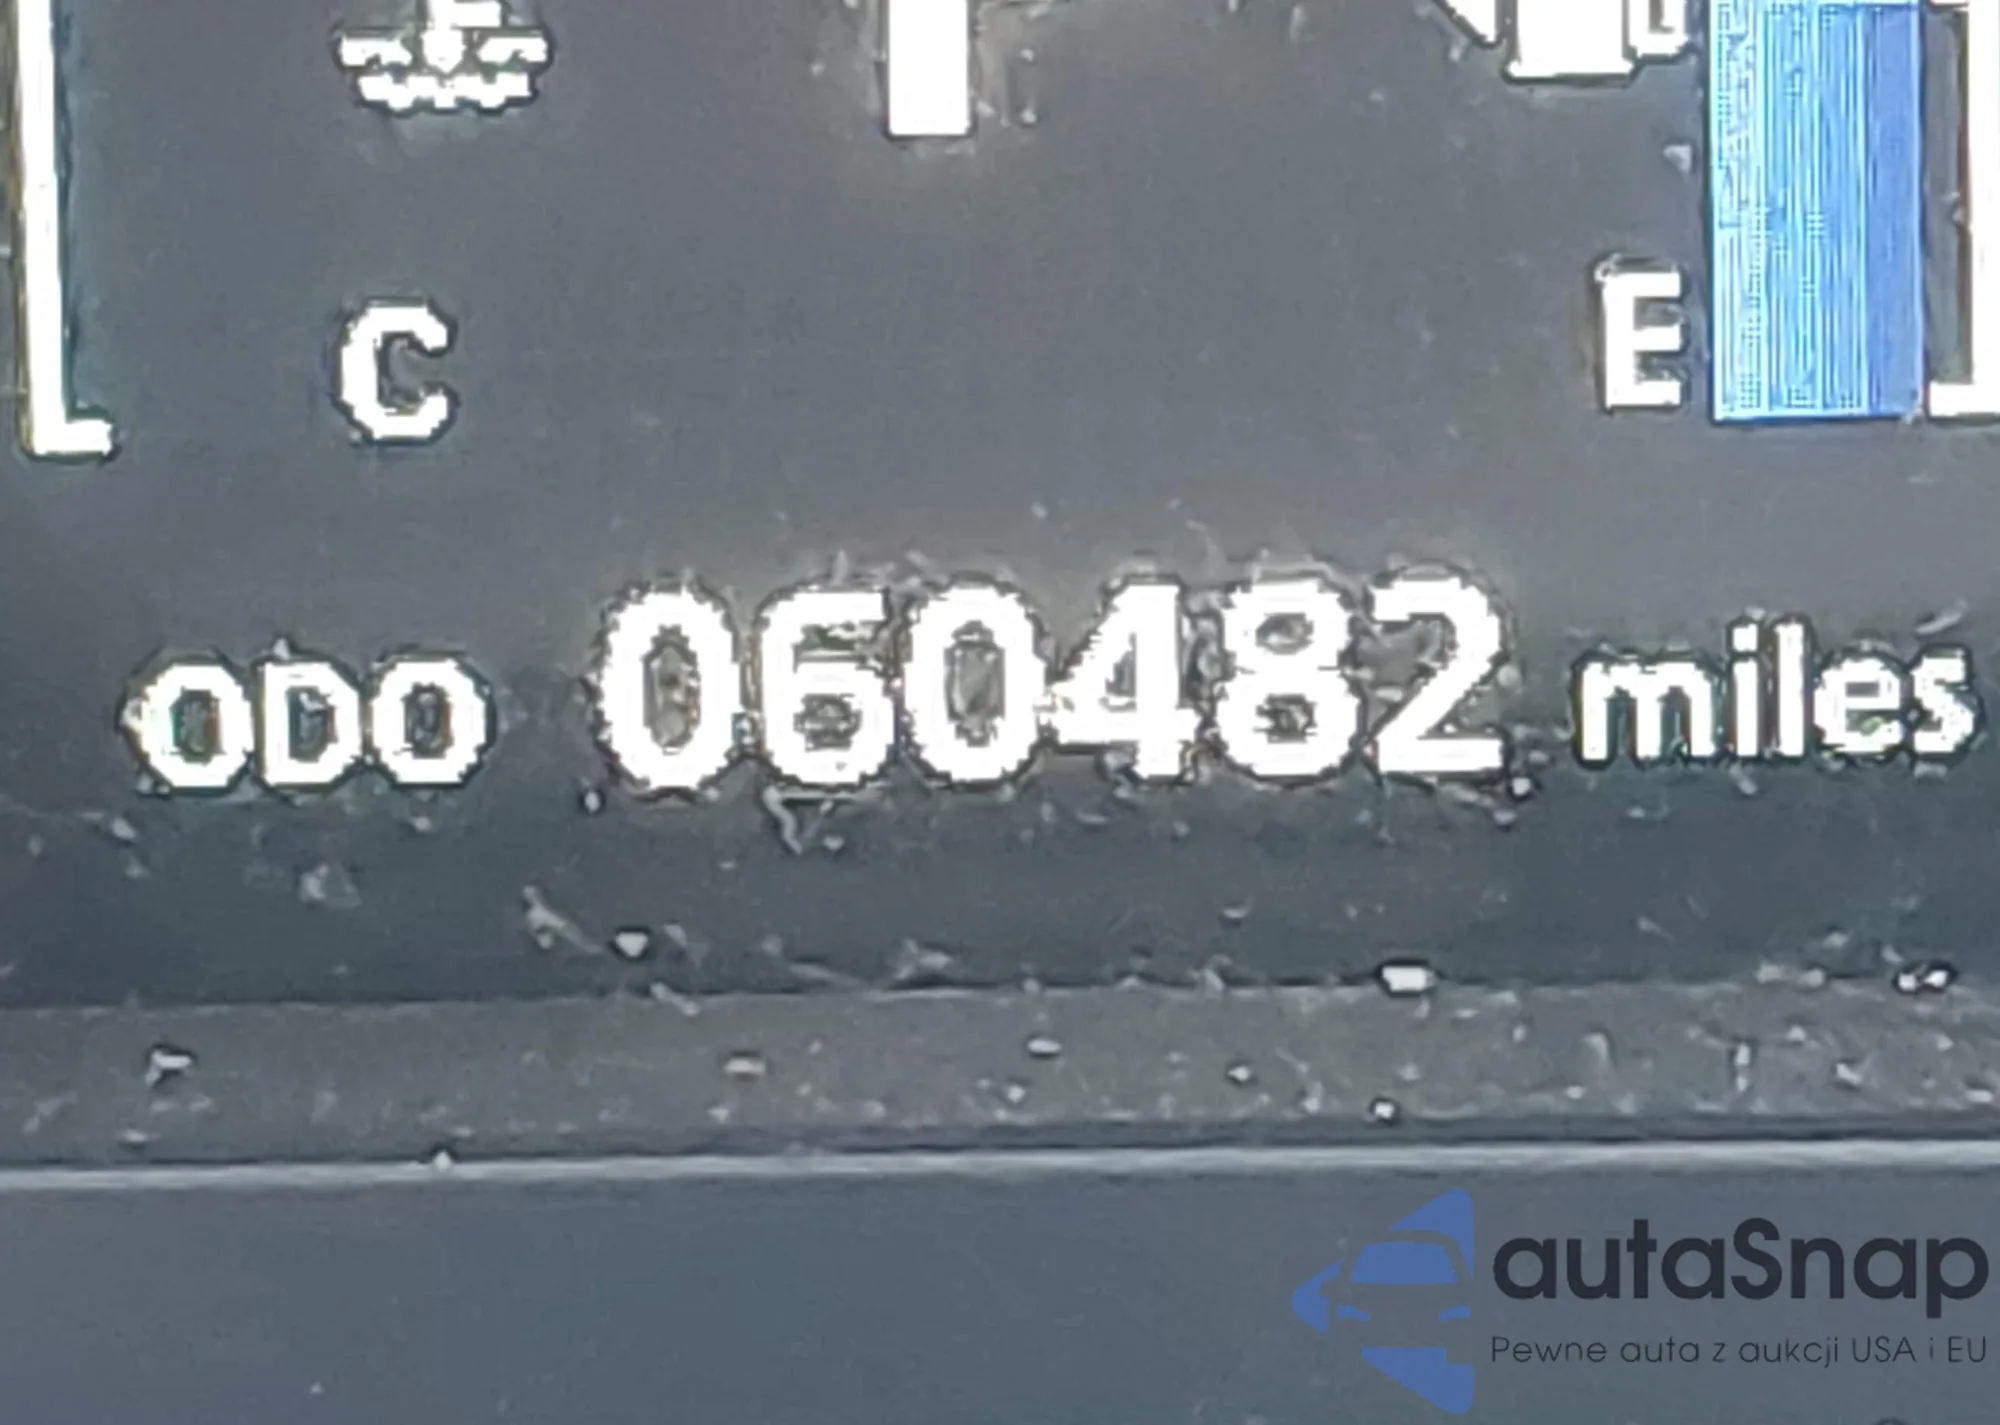 C
E
ODO 060482 miles
autaSnap
Pewne auta z aukcji USA i EU